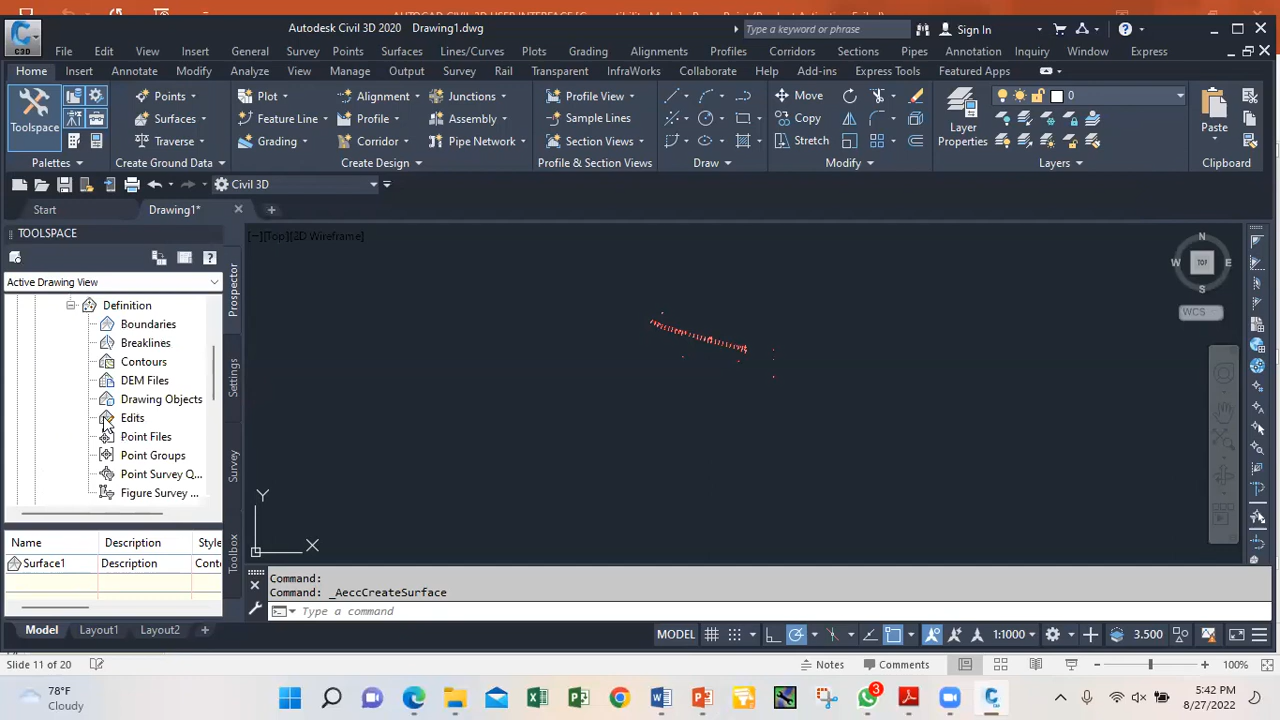 Autodesk Civil 3D 2020 Drawing1.dwg
Type a keyword or phrase
Sign In
File Edit View Insert General Survey Points Surfaces Lines/Curves Plots Grading Alignments Profiles Corridors Sections Pipes Annotation Inquiry Window Express
Home Insert Annotate Modify Analyze View Manage Output Survey Rail Transparent InfraWorks Collaborate Help Add-ins Express Tools Featured Apps
Toolspace Points Plot Alignment Junctions Profile View Move 0
Surfaces Feature Line Profile Assembly Sample Lines Copy
Traverse Grading Corridor Pipe Network Section Views Stretch Layer Properties Paste
Palettes Create Ground Data Create Design Profile & Section Views Draw Modify Layers Clipboard
Civil 3D
Start Drawing1*
TOOLSPACE
[−][Top][2D Wireframe]
Active Drawing View
Prospector
Settings
Survey
Toolbox
Definition
Boundaries
Breaklines
Contours
DEM Files
Drawing Objects
Edits
Point Files
Point Groups
Point Survey Q...
Figure Survey ...
N
W TOP E
S
WCS
Y
X
Name Description Style
Surface1 Description Conto
Command:
Command: _AeccCreateSurface
Type a command
Model Layout1 Layout2 +
MODEL 1:1000 3.500
Slide 11 of 20 Notes Comments 100%
78°F
Cloudy
3
5:42 PM
8/27/2022